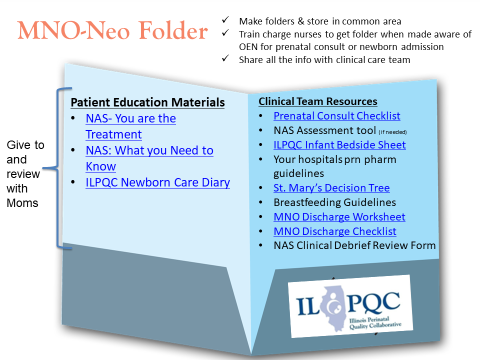 MNO-Neo Folder
✓ Make folders & store in common area
✓ Train charge nurses to get folder when made aware of
OEN for prenatal consult or newborn admission
✓ Share all the info with clinical care team
Give to
and
review
with
Moms
Patient Education Materials
• NAS- You are the
Treatment
• NAS: What you Need to
Know
• ILPQC Newborn Care Diary
Clinical Team Resources
• Prenatal Consult Checklist
• NAS Assessment tool (if needed)
• ILPQC Infant Bedside Sheet
• Your hospitals prn pharm
guidelines
• St. Mary's Decision Tree
• Breastfeeding Guidelines
• MNO Discharge Worksheet
• MNO Discharge Checklist
• NAS Clinical Debrief Review Form
ILPQC
Illinois Perinatal
Quality Collaborative